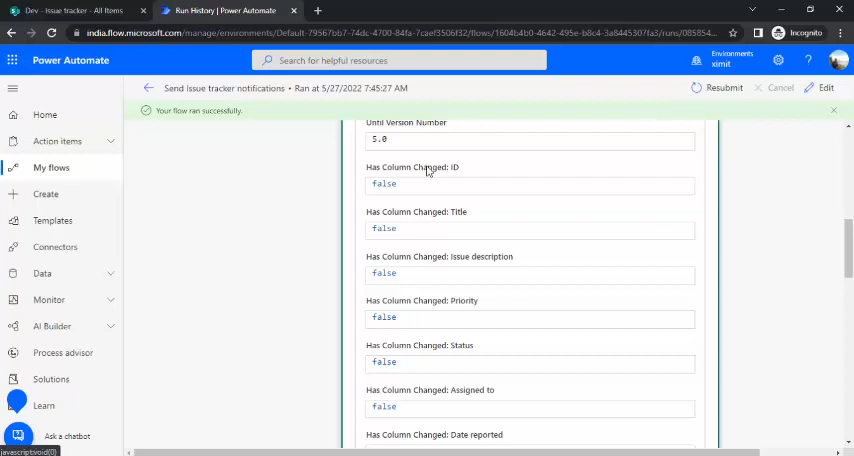 Dev - Issue tracker - All Items
Run History | Power Automate
india.flow.microsoft.com/manage/environments/Default-79567bb7-74dc-4700-84fa-7caef3506f32/flows/1604b4b0-4642-495e-b8c4-3a8445307fa3/runs/085854...
Incognito
Power Automate
Search for helpful resources
Environments
ximit
Send Issue tracker notifications • Ran at 5/27/2022 7:45:27 AM
Resubmit
Cancel
Edit
Your flow ran successfully.
Home
Action items
My flows
Create
Templates
Connectors
Data
Monitor
AI Builder
Process advisor
Solutions
Learn
Ask a chatbot
javascript:void(0)
Until Version Number
5.0
Has Column Changed: ID
false
Has Column Changed: Title
false
Has Column Changed: Issue description
false
Has Column Changed: Priority
false
Has Column Changed: Status
false
Has Column Changed: Assigned to
false
Has Column Changed: Date reported